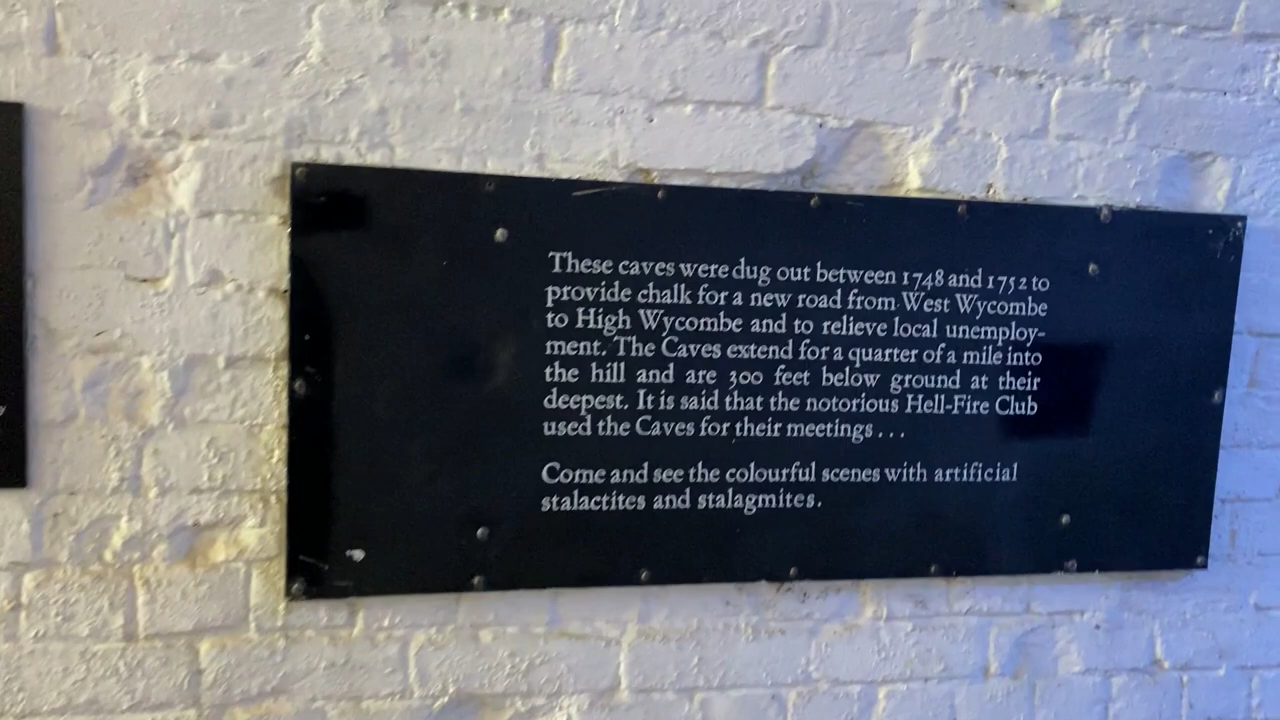 These caves were dug out between 1748 and 1752 to
provide chalk for a new road from West Wycombe
to High Wycombe and to relieve local unemploy-
ment. The Caves extend for a quarter of a mile into
the hill and are 300 feet below ground at their
deepest. It is said that the notorious Hell-Fire Club
used the Caves for their meetings . . .
Come and see the colourful scenes with artificial
stalactites and stalagmites.